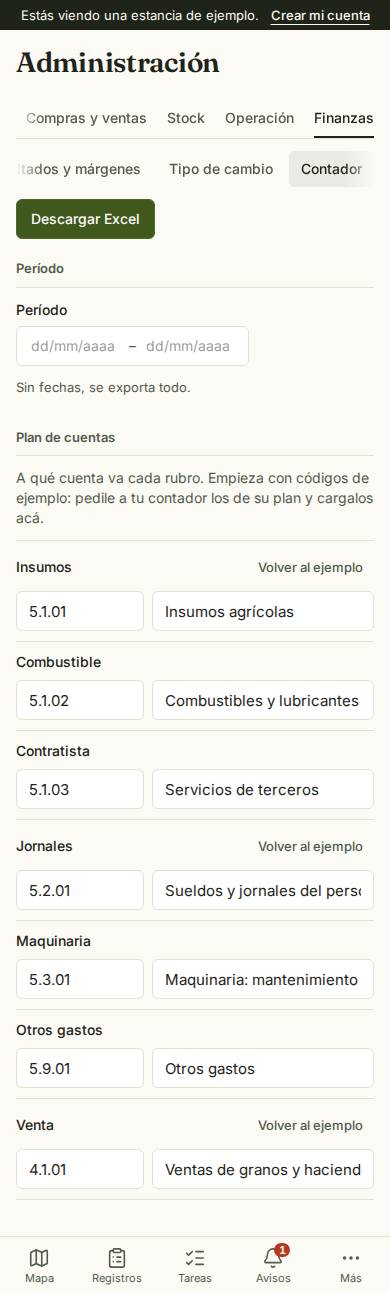 Estás viendo una estancia de ejemplo. Crear mi cuenta
Administración
Compras y ventas Stock Operación Finanzas
tados y márgenes Tipo de cambio Contador
Descargar Excel
Período
Período
dd/mm/aaaa – dd/mm/aaaa
Sin fechas, se exporta todo.
Plan de cuentas
A qué cuenta va cada rubro. Empieza con códigos de
ejemplo: pedile a tu contador los de su plan y cargalos
acá.
Insumos Volver al ejemplo
5.1.01 Insumos agrícolas
Combustible
5.1.02 Combustibles y lubricantes
Contratista
5.1.03 Servicios de terceros
Jornales Volver al ejemplo
5.2.01 Sueldos y jornales del perso
Maquinaria
5.3.01 Maquinaria: mantenimiento
Otros gastos
5.9.01 Otros gastos
Venta Volver al ejemplo
4.1.01 Ventas de granos y haciend
1
Mapa Registros Tareas Avisos Más